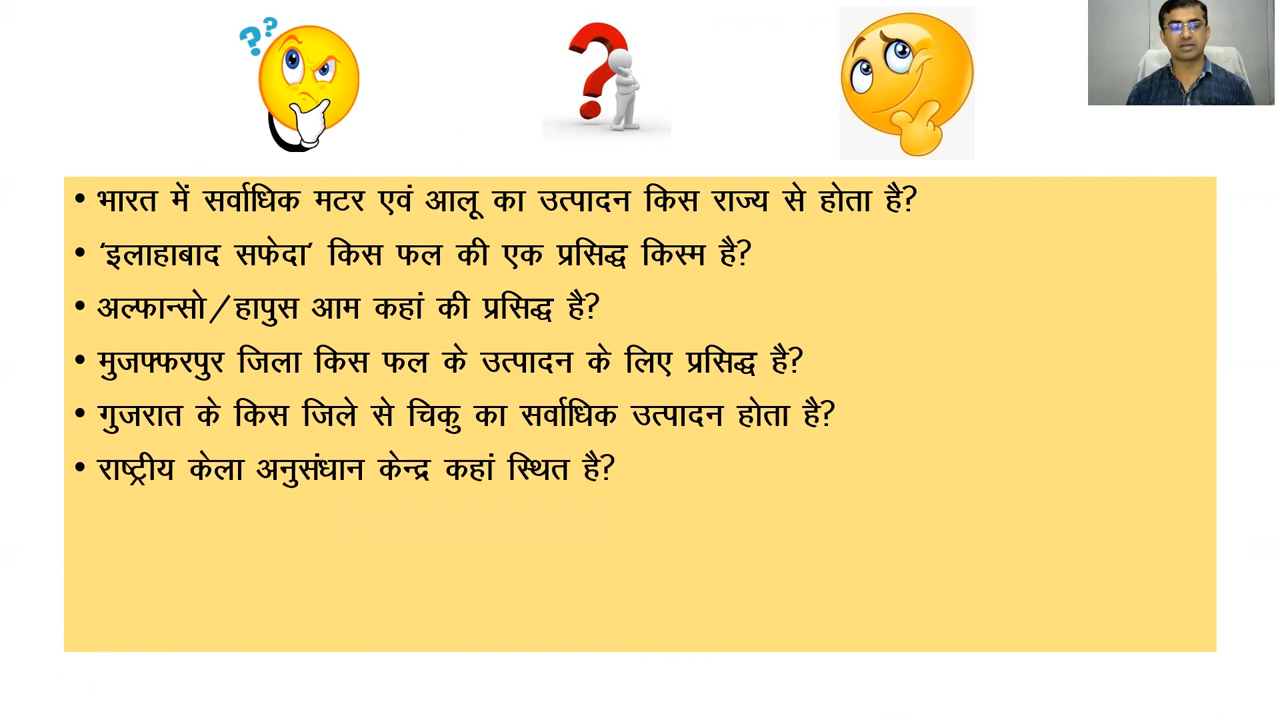 • भारत में सर्वाधिक मटर एवं आलू का उत्पादन किस राज्य से होता है?
• ‘इलाहाबाद सफेदा’ किस फल की एक प्रसिद्ध किस्म है?
• अल्फान्सो/हापुस आम कहां की प्रसिद्ध है?
• मुजफ्फरपुर जिला किस फल के उत्पादन के लिए प्रसिद्ध है?
• गुजरात के किस जिले से चिकु का सर्वाधिक उत्पादन होता है?
• राष्ट्रीय केला अनुसंधान केन्द्र कहां स्थित है?